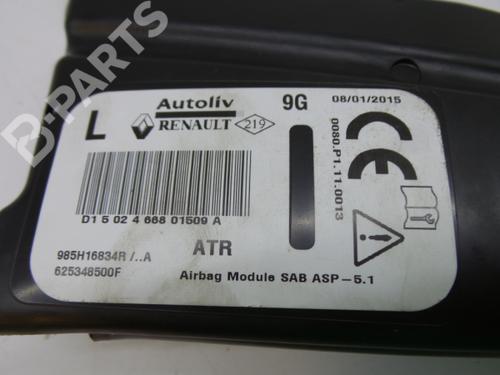 B-PARTS
Autoliv
L RENAULT 219
9G 08/01/2015
0080.P1.11.0013
CE
D1 5 02 4 668 01509 A
985H16834R /..A
625348500F
ATR
Airbag Module SAB ASP-5.1